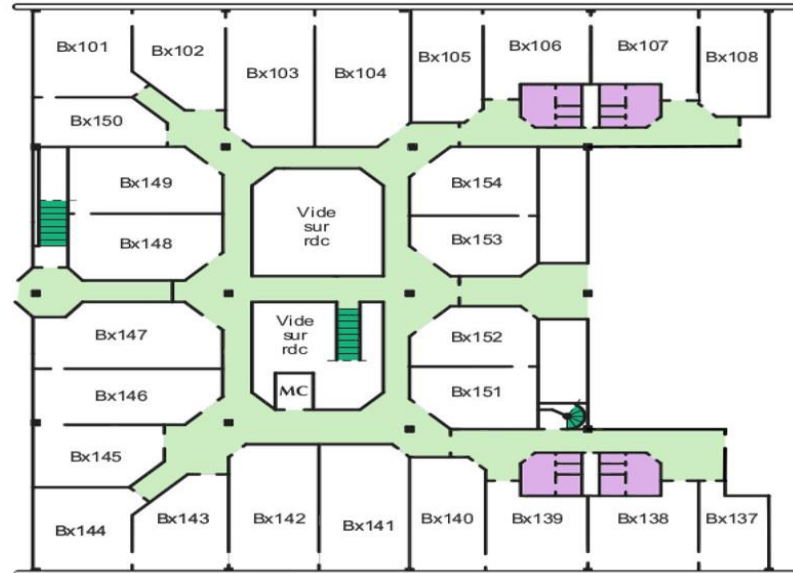 Bx101
Bx102
Bx103
Bx104
Bx105
Bx106
Bx107
Bx108
Bx150
Bx149
Bx148
Vide
sur
rdc
Bx154
Bx153
Bx147
Bx146
Vide
sur
rdc
MC
Bx152
Bx151
Bx145
Bx144
Bx143
Bx142
Bx141
Bx140
Bx139
Bx138
Bx137